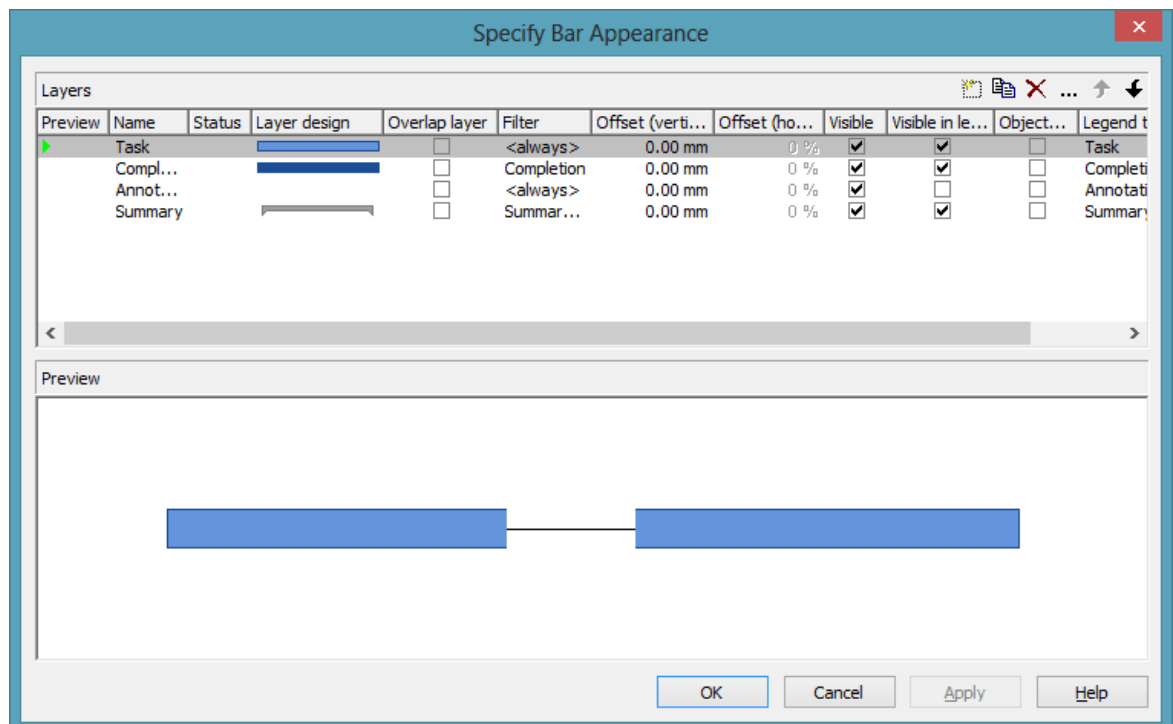 Specify Bar Appearance
Layers
Preview Name Status Layer design Overlap layer Filter Offset (verti... Offset (ho... Visible Visible in le... Object... Legend t
Task <always> 0.00 mm 0 % Task
Compl... Completion 0.00 mm 0 % Completi
Annot... <always> 0.00 mm 0 % Annotati
Summary Summar... 0.00 mm 0 % Summary
Preview
OK Cancel Apply Help